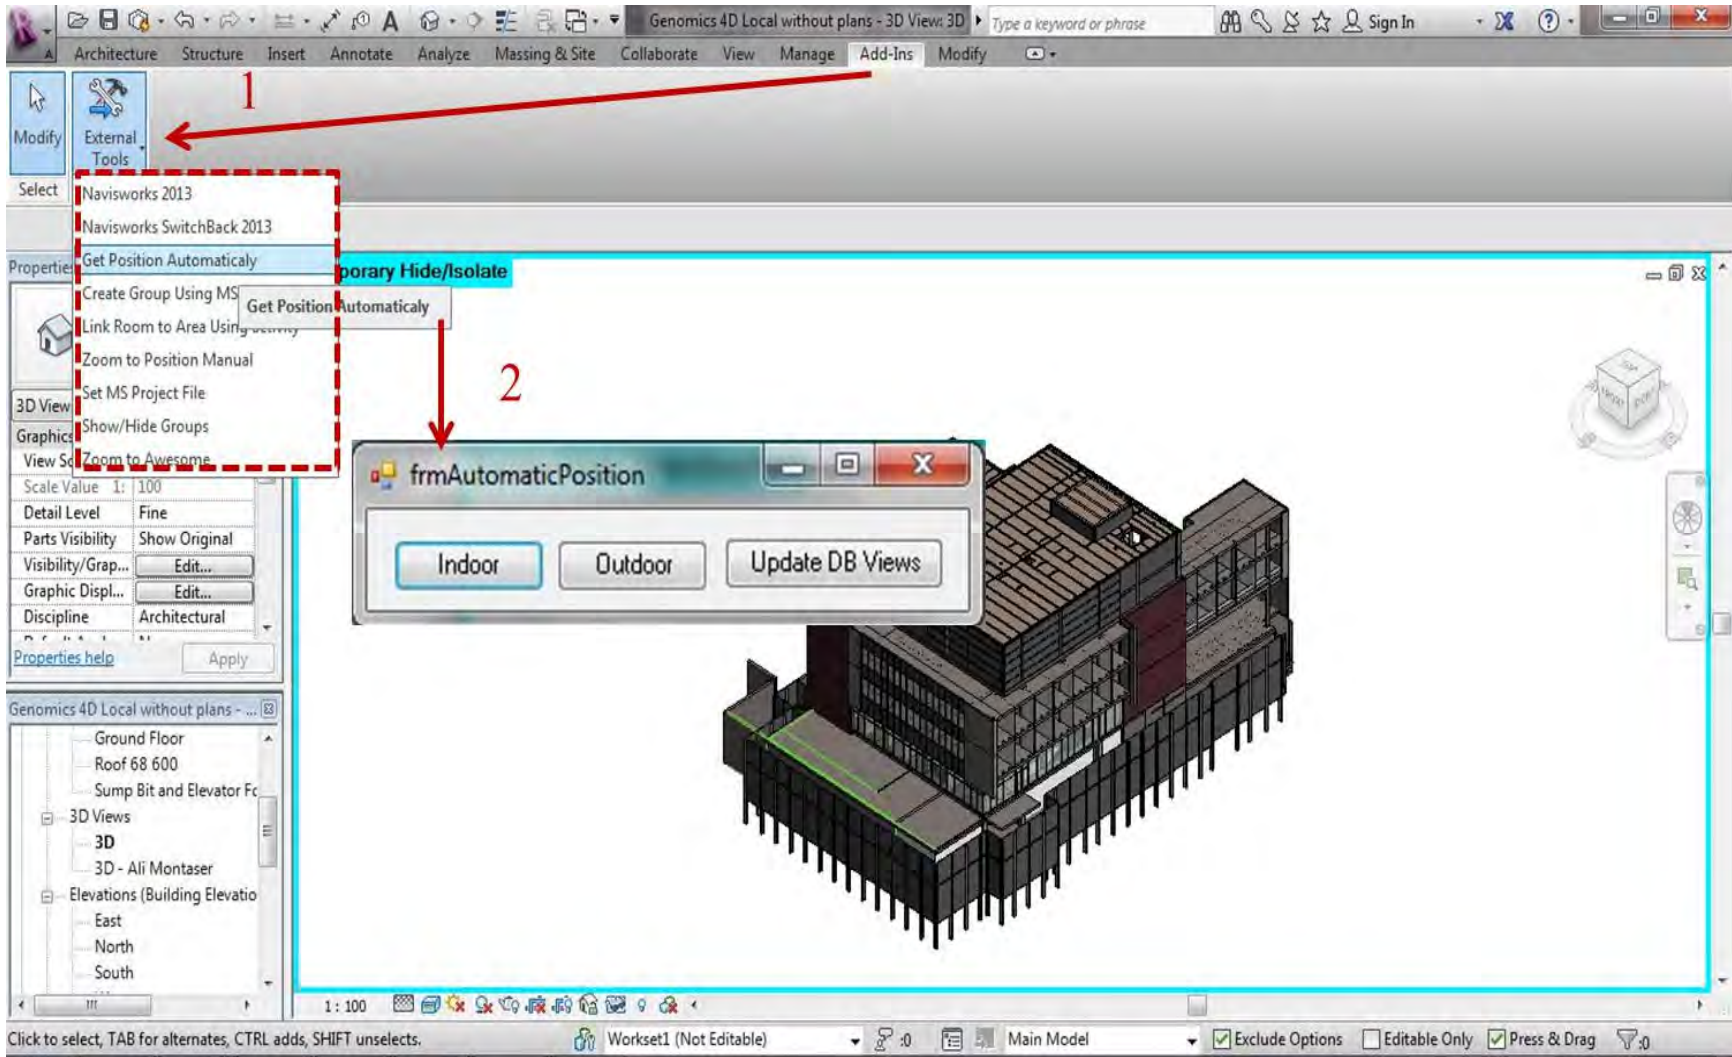 Genomics 4D Local without plans - 3D View: 3D
Type a keyword or phrase
Sign In
Architecture Structure Insert Annotate Analyze Massing & Site Collaborate View Manage Add-Ins Modify
1
Modify
External
Tools
Select
Navisworks 2013
Navisworks SwitchBack 2013
Get Position Automaticaly
Create Group Using MS
Link Room to Area Using
Zoom to Position Manual
Set MS Project File
Show/Hide Groups
Zoom to Awesome
Get Position Automaticaly
porary Hide/Isolate
2
Propertie
3D View
Graphics
View Sc
Scale Value 1: 100
Detail Level Fine
Parts Visibility Show Original
Visibility/Grap... Edit...
Graphic Displ... Edit...
Discipline Architectural
Properties help Apply
frmAutomaticPosition
Indoor Outdoor Update DB Views
Genomics 4D Local without plans - ...
Ground Floor
Roof 68 600
Sump Bit and Elevator Fc
3D Views
3D
3D - Ali Montaser
Elevations (Building Elevatio
East
North
South
1 : 100
Click to select, TAB for alternates, CTRL adds, SHIFT unselects.
Workset1 (Not Editable)
:0
Main Model
Exclude Options
Editable Only
Press & Drag
:0